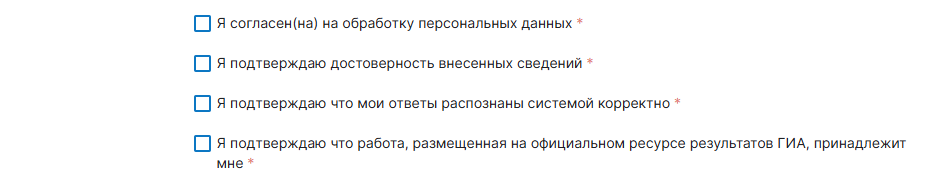 Я согласен(на) на обработку персональных данных *
Я подтверждаю достоверность внесенных сведений *
Я подтверждаю что мои ответы распознаны системой корректно *
Я подтверждаю что работа, размещенная на официальном ресурсе результатов ГИА, принадлежит
мне *